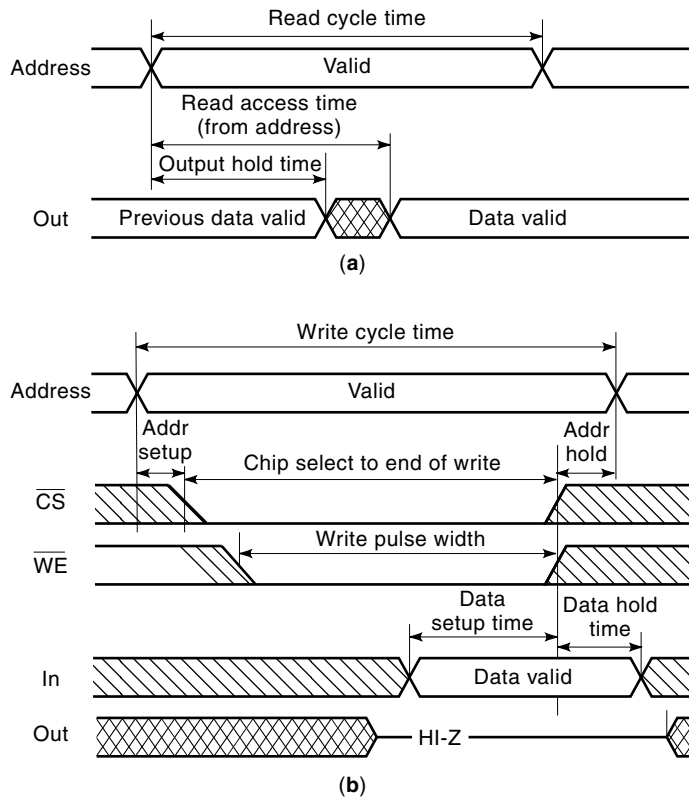 Read cycle time
Address
Valid
Read access time
(from address)
Output hold time
Out
Previous data valid
Data valid
(a)
Write cycle time
Address
Valid
Addr
setup
Addr
hold
Chip select to end of write
CS
Write pulse width
WE
Data
setup time
Data hold
time
In
Data valid
Out
HI-Z
(b)